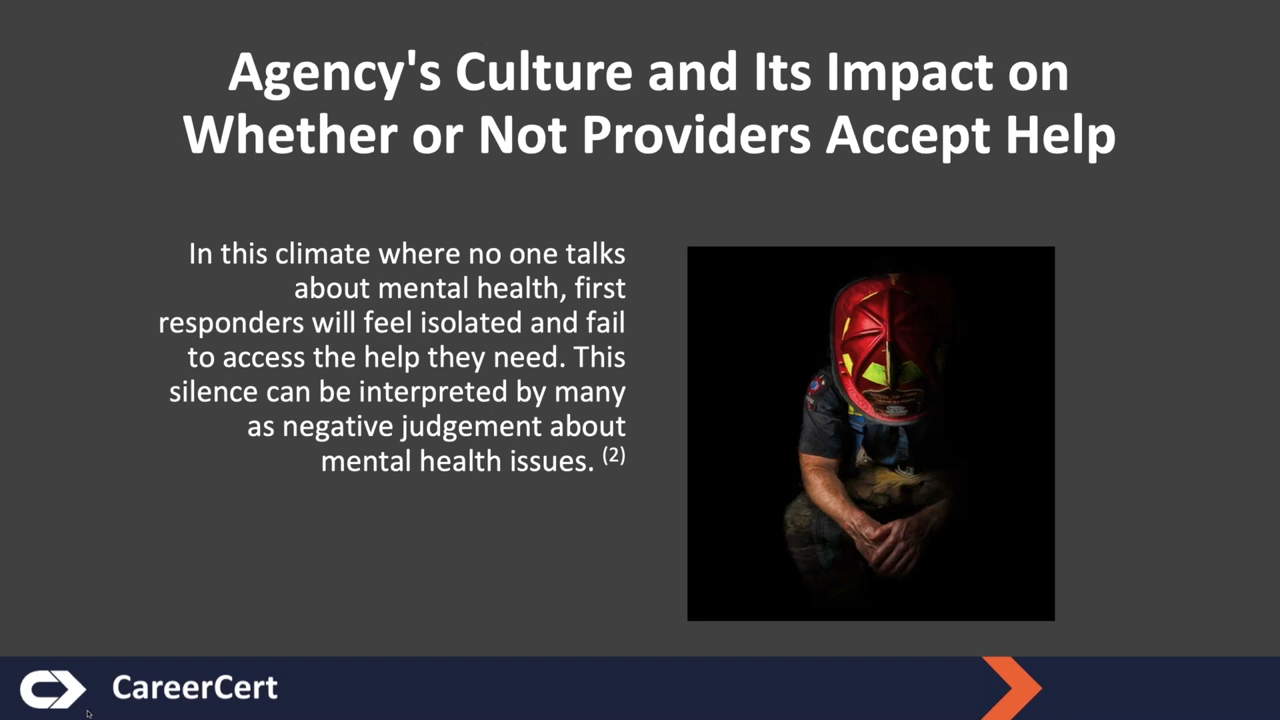 Agency's Culture and Its Impact on
Whether or Not Providers Accept Help
In this climate where no one talks
about mental health, first
responders will feel isolated and fail
to access the help they need. This
silence can be interpreted by many
as negative judgement about
mental health issues. (2)
CareerCert